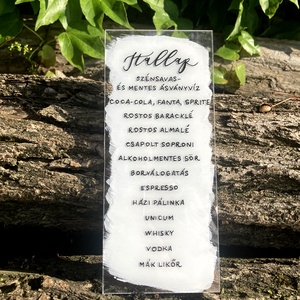 Itallap
SZÉNSAVAS-
ÉS MENTES ÁSVÁNYVÍZ
COCA-COLA, FANTA, SPRITE
ROSTOS BARACKLÉ
ROSTOS ALMALÉ
CSAPOLT SOPRONI
ALKOHOLMENTES SÖR
BORVÁLOGATÁS
ESPRESSO
HÁZI PÁLINKA
UNICUM
WHISKY
VODKA
MÁK LIKŐR